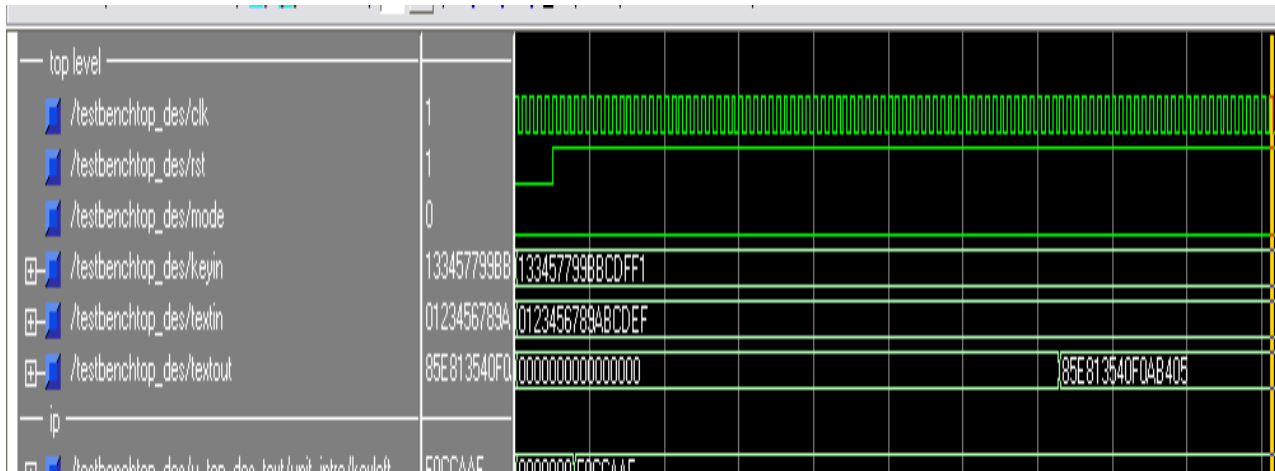 top level
/testbenchtop_des/clk 1
/testbenchtop_des/rst 1
/testbenchtop_des/mode 0
/testbenchtop_des/keyin 133457799BB 133457799BBCDFF1
/testbenchtop_des/textin 0123456789A 0123456789ABCDEF
/testbenchtop_des/textout 85E813540F0 0000000000000000 85E813540F0AB405
ip